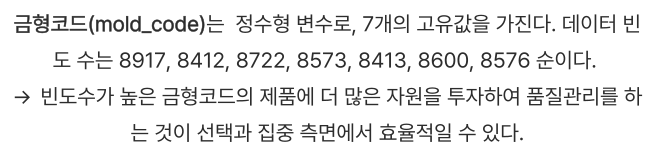 금형코드(mold_code)는 정수형 변수로, 7개의 고유값을 가진다. 데이터 빈
도 수는 8917, 8412, 8722, 8573, 8413, 8600, 8576 순이다.
→ 빈도수가 높은 금형코드의 제품에 더 많은 자원을 투자하여 품질관리를 하
는 것이 선택과 집중 측면에서 효율적일 수 있다.